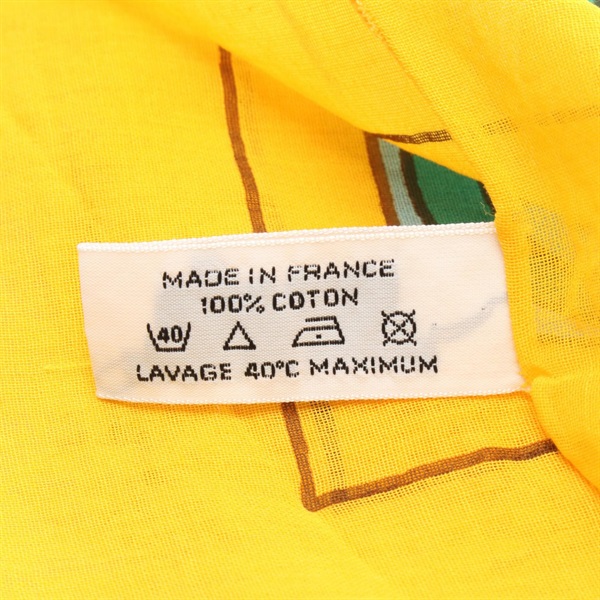 MADE IN FRANCE
100% COTON
40
LAVAGE 40°C MAXIMUM